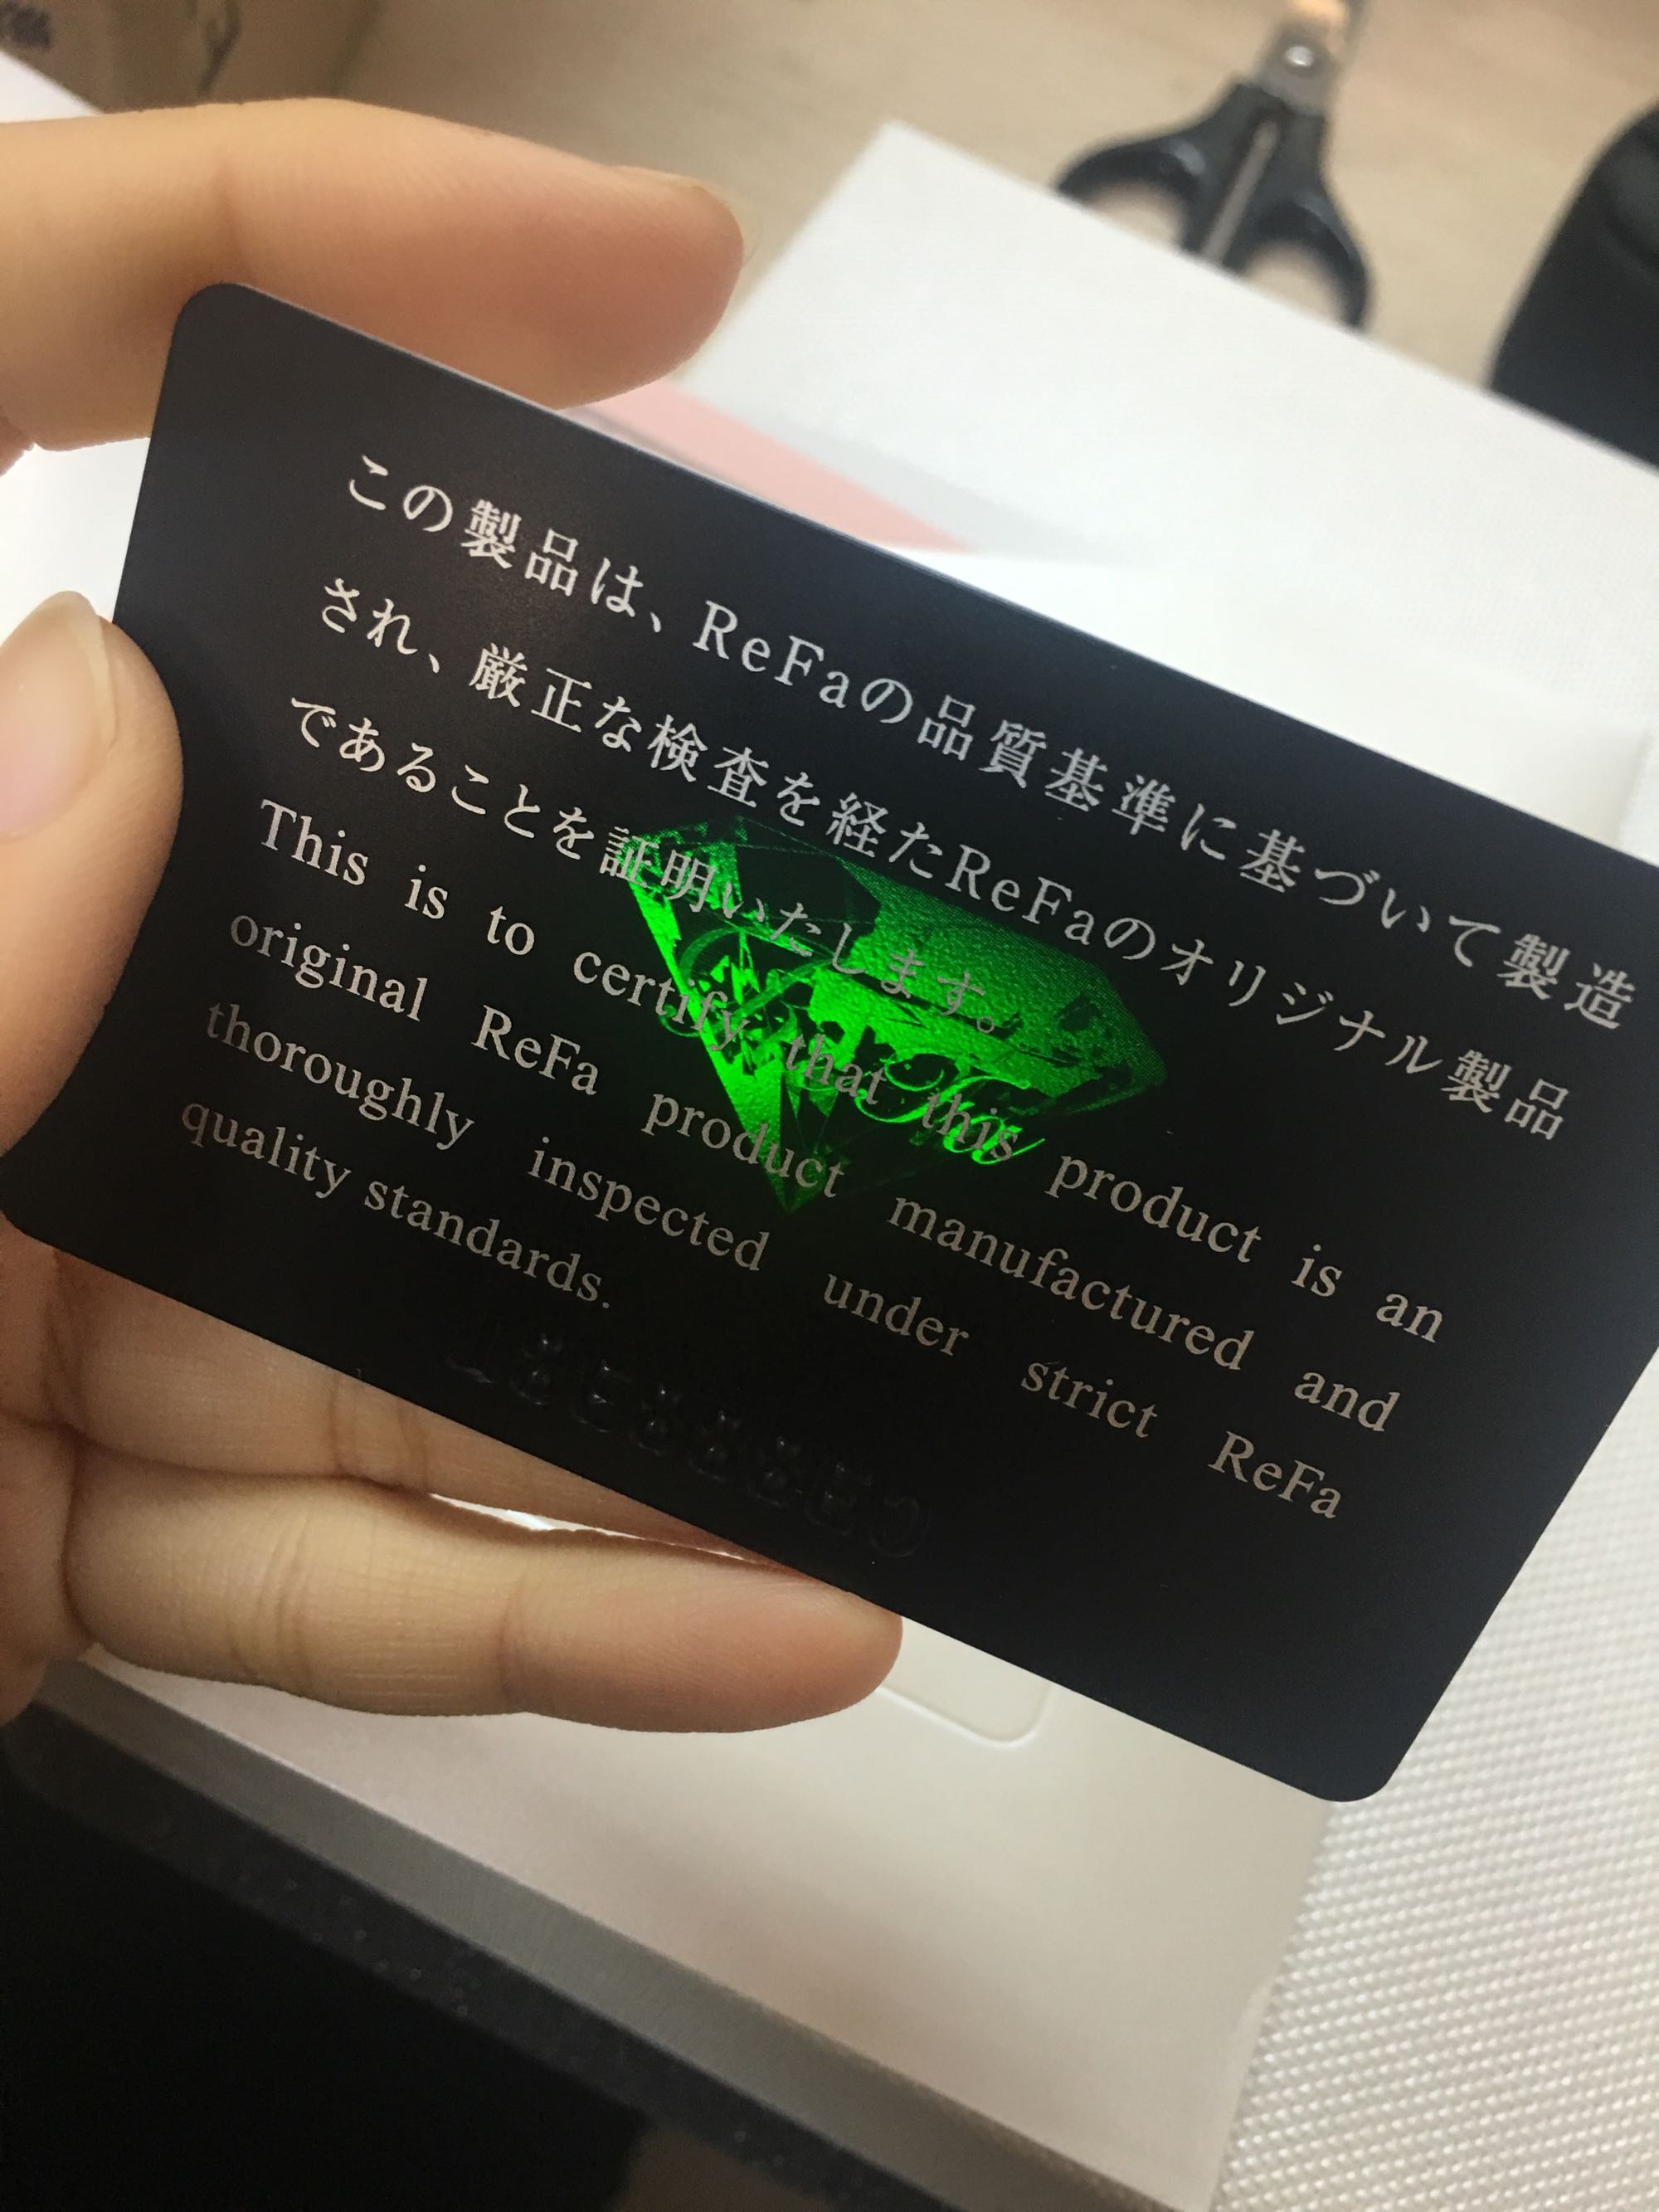 この製品は、ReFaの品質基準に基づいて製造
され、厳正な検査を経たReFaのオリジナル製品
であることを証明いたします。
This is to certify that this product is an
original ReFa product manufactured and
thoroughly inspected under strict ReFa
quality standards.